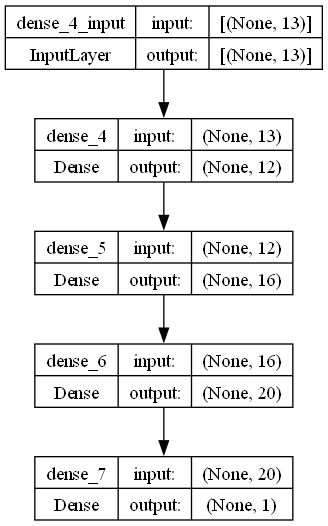 dense_4_input input: [(None, 13)]
InputLayer output: [(None, 13)]
dense_4 input: (None, 13)
Dense output: (None, 12)
dense_5 input: (None, 12)
Dense output: (None, 16)
dense_6 input: (None, 16)
Dense output: (None, 20)
dense_7 input: (None, 20)
Dense output: (None, 1)